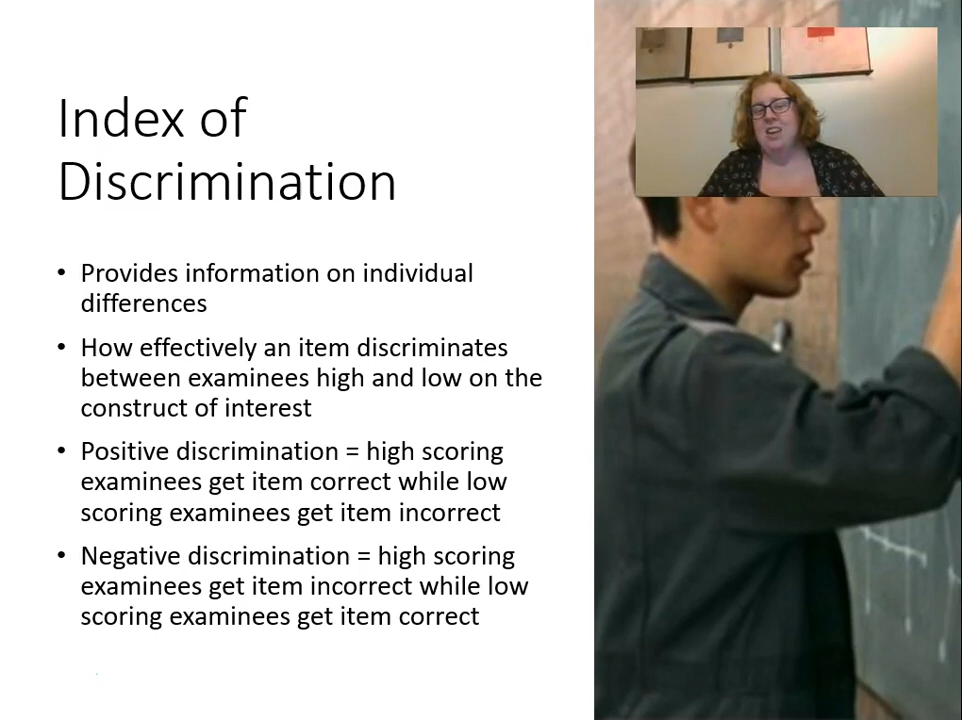 Index of
Discrimination
• Provides information on individual
differences
• How effectively an item discriminates
between examinees high and low on the
construct of interest
• Positive discrimination = high scoring
examinees get item correct while low
scoring examinees get item incorrect
• Negative discrimination = high scoring
examinees get item incorrect while low
scoring examinees get item correct